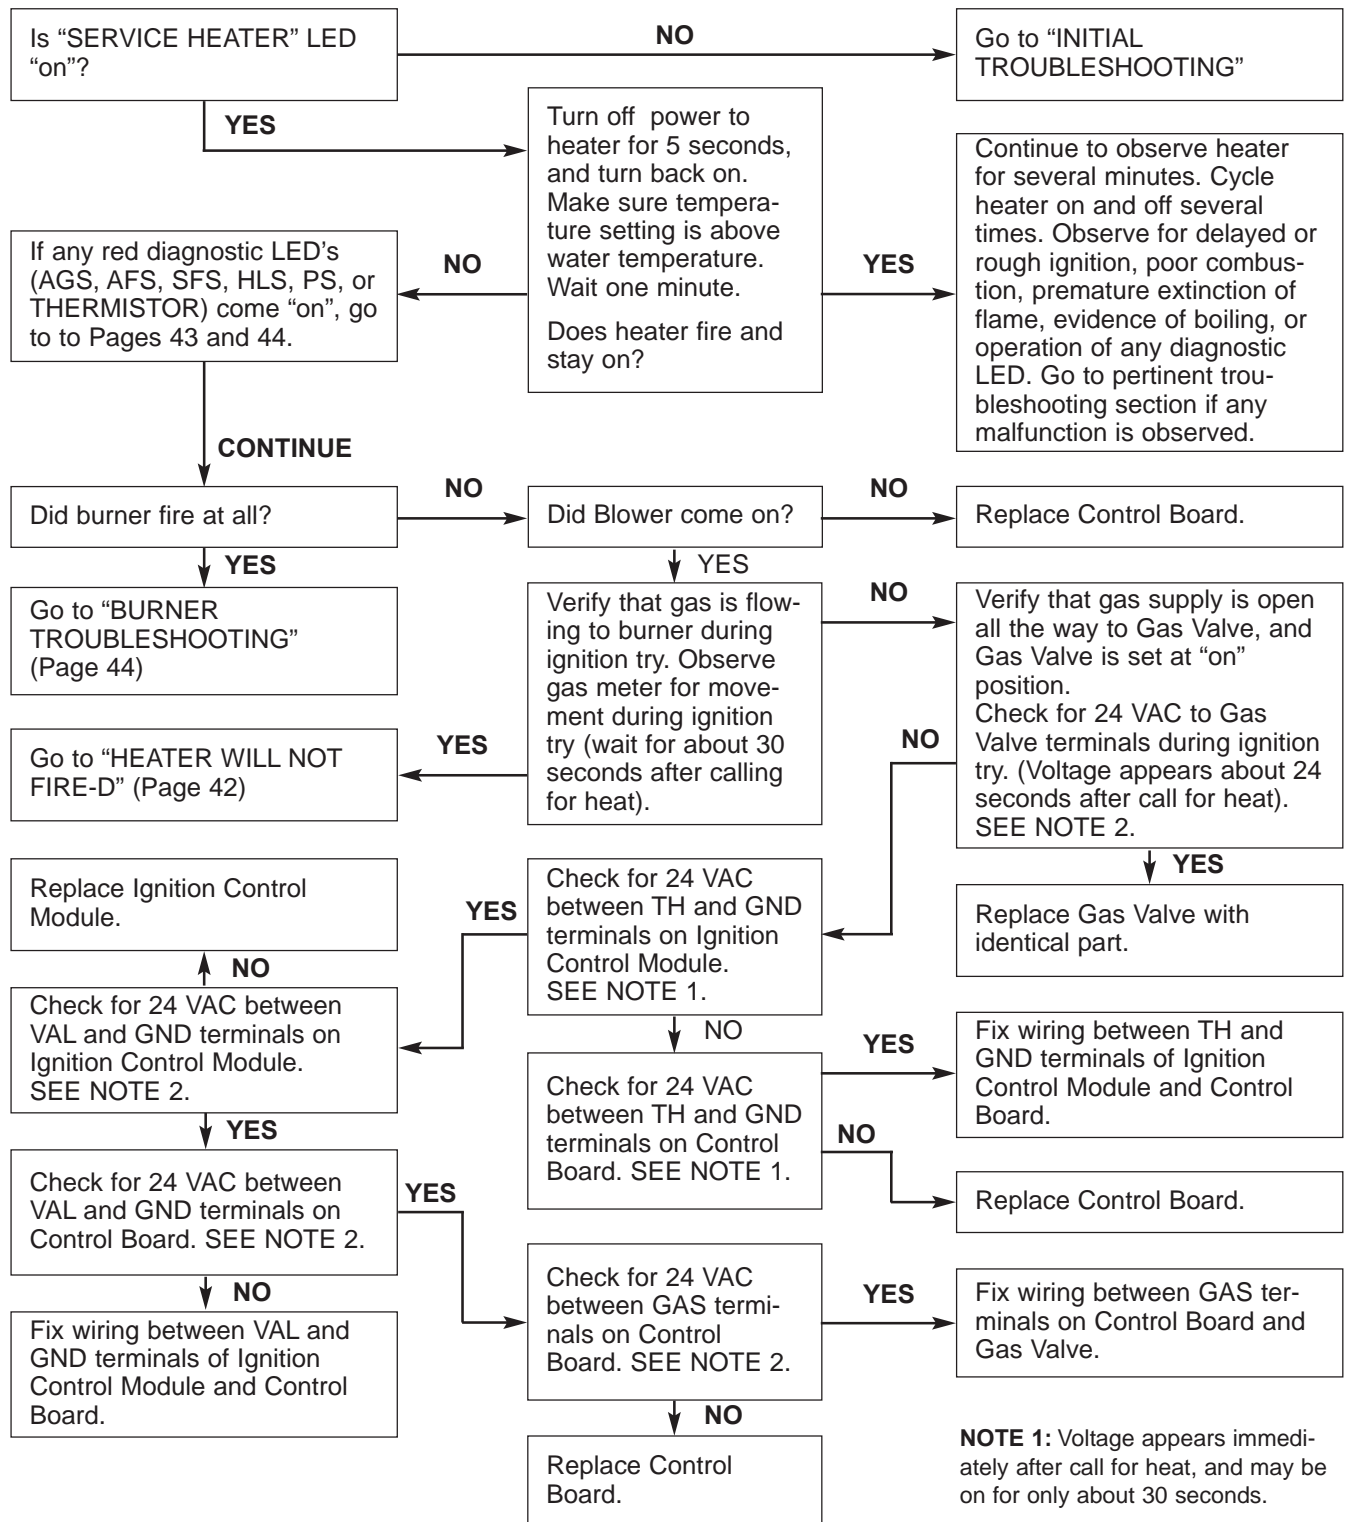 Is “SERVICE HEATER” LED
“on”?
NO
Go to “INITIAL
TROUBLESHOOTING”
YES
Turn off  power to
heater for 5 seconds,
and turn back on.
Make sure tempera-
ture setting is above
water temperature.
Wait one minute.
Does heater fire and
stay on?
YES
Continue to observe heater
for several minutes. Cycle
heater on and off several
times. Observe for delayed or
rough ignition, poor combus-
tion, premature extinction of
flame, evidence of boiling, or
operation of any diagnostic
LED. Go to pertinent trou-
bleshooting section if any
malfunction is observed.
NO
If any red diagnostic LED’s
(AGS, AFS, SFS, HLS, PS, or
THERMISTOR) come “on”, go
to to Pages 43 and 44.
CONTINUE
Did burner fire at all?
NO
Did Blower come on?
NO
Replace Control Board.
YES
Go to “BURNER
TROUBLESHOOTING”
(Page 44)
YES
Verify that gas is flow-
ing to burner during
ignition try. Observe
gas meter for move-
ment during ignition
try (wait for about 30
seconds after calling
for heat).
NO
Verify that gas supply is open
all the way to Gas Valve, and
Gas Valve is set at “on”
position.
Check for 24 VAC to Gas
Valve terminals during ignition
try. (Voltage appears about 24
seconds after call for heat).
SEE NOTE 2.
YES
Go to “HEATER WILL NOT
FIRE-D” (Page 42)
NO
YES
Replace Gas Valve with
identical part.
Check for 24 VAC
between TH and GND
terminals on Ignition
Control Module.
SEE NOTE 1.
YES
Replace Ignition Control
Module.
NO
Check for 24 VAC between
VAL and GND terminals on
Ignition Control Module.
SEE NOTE 2.
NO
Check for 24 VAC
between TH and GND
terminals on Control
Board. SEE NOTE 1.
YES
Fix wiring between TH and
GND terminals of Ignition
Control Module and Control
Board.
NO
Replace Control Board.
YES
Check for 24 VAC between
VAL and GND terminals on
Control Board. SEE NOTE 2.
YES
Check for 24 VAC
between GAS termi-
nals on Control
Board. SEE NOTE 2.
YES
Fix wiring between GAS ter-
minals on Control Board and
Gas Valve.
NO
Fix wiring between VAL and
GND terminals of Ignition
Control Module and Control
Board.
NO
Replace Control
Board.
NOTE 1: Voltage appears immedi-
ately after call for heat, and may be
on for only about 30 seconds.